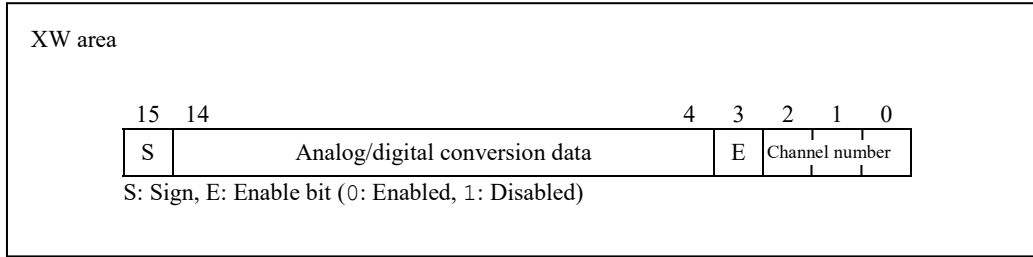 XW area
15 14 4 3 2 1 0
S Analog/digital conversion data E Channel number
S: Sign, E: Enable bit (0: Enabled, 1: Disabled)